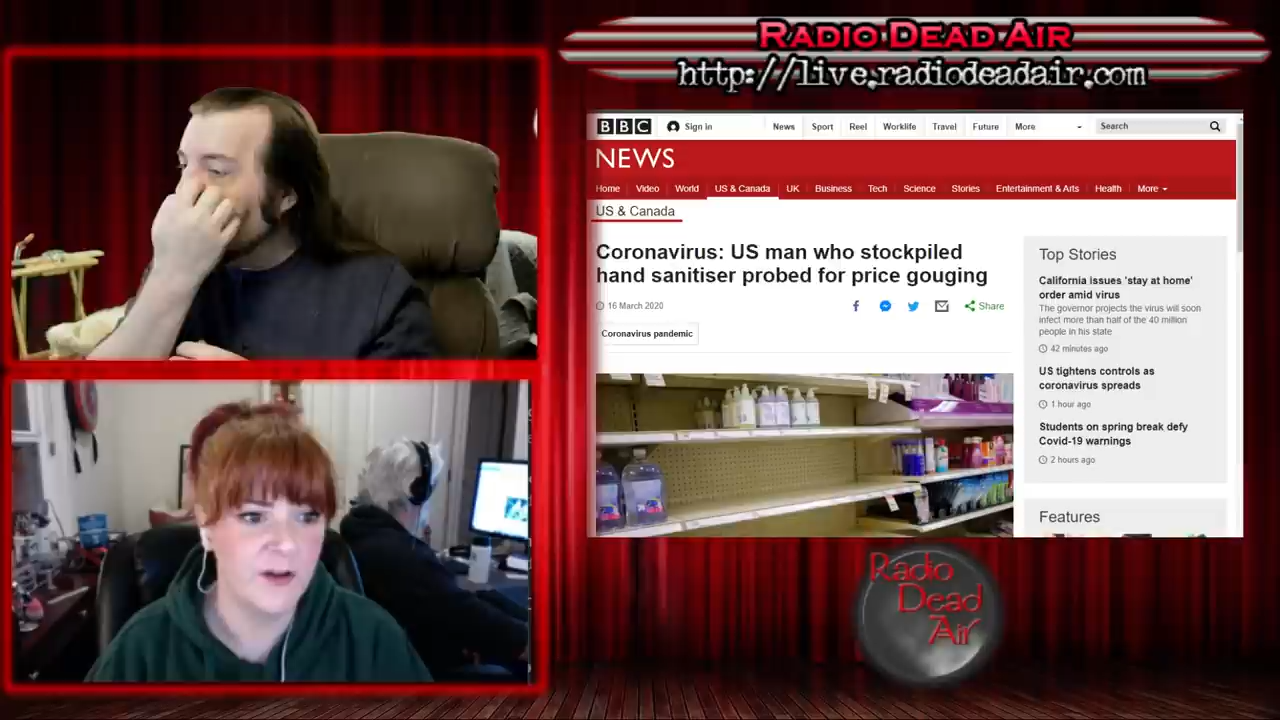 RADIO DEAD AIR
http://live.radiodeadair.com
BBC Sign in News Sport Reel Worklife Travel Future More Search
NEWS
Home Video World US & Canada UK Business Tech Science Stories Entertainment & Arts Health More
US & Canada
Coronavirus: US man who stockpiled
hand sanitiser probed for price gouging
16 March 2020
Share
Coronavirus pandemic
Top Stories
California issues 'stay at home'
order amid virus
The governor projects the virus will soon
infect more than half of the 40 million
people in his state
42 minutes ago
US tightens controls as
coronavirus spreads
1 hour ago
Students on spring break defy
Covid-19 warnings
2 hours ago
Features
Radio
Dead
Air